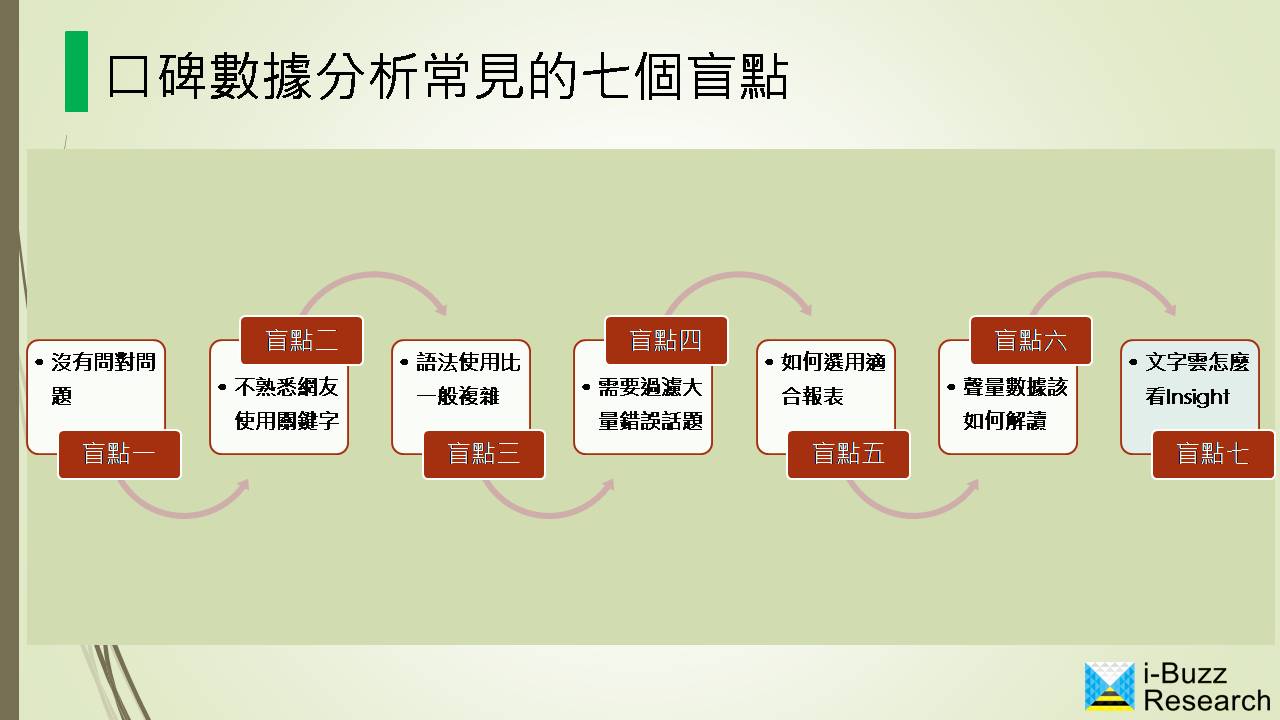 口碑數據分析常見的七個盲點
• 沒有問對問
題
盲點一
盲點二
• 不熟悉網友
使用關鍵字
• 語法使用比
一般複雜
盲點三
盲點四
• 需要過濾大
量錯誤話題
• 如何選用適
合報表
盲點五
盲點六
• 聲量數據該
如何解讀
• 文字雲怎麼
看Insight
盲點七
i-Buzz
Research